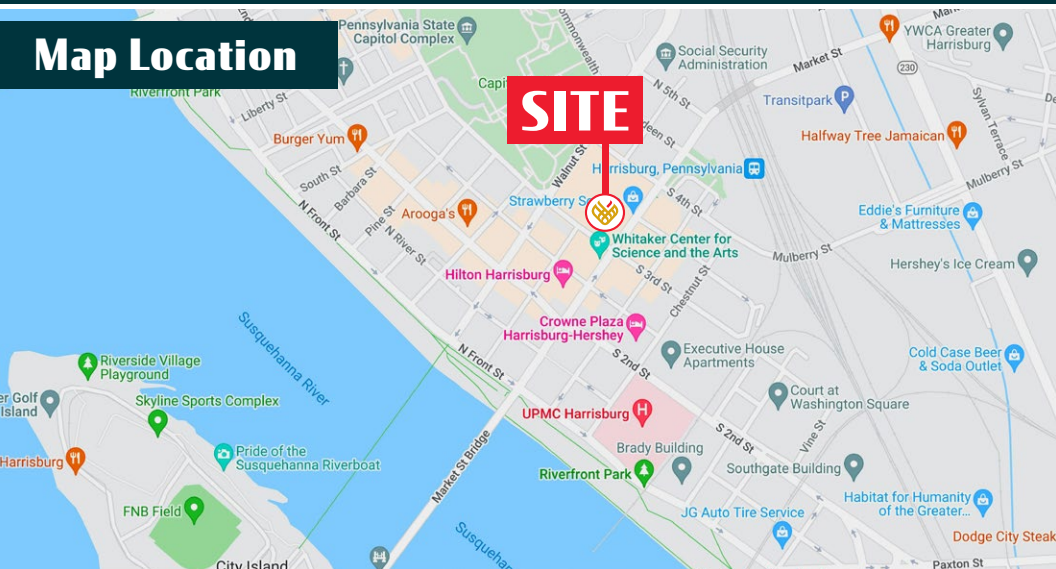 Map Location
Pennsylvania State
Capitol Complex
Social Security
Administration
Market St
YWCA Greater
Harrisburg
230
Riverfront Park
Liberty St
Burger Yum
Walnut St
SITE
N 5th St
Transitpark
P
Halfway Tree Jamaican
Sylvan Terrace
Mulberry St
South St
Barbara St
Pine St
N Front St
N River St
Arooga's
Harrisburg, Pennsylvania
S 4th St
Eddie's Furniture
& Mattresses
Whitaker Center for
Science and the Arts
Mulberry St
Hershey's Ice Cream
Hilton Harrisburg
S 3rd St
Chestnut St
Crowne Plaza
Harrisburg-Hershey
Susquehanna River
N Front St
S 2nd St
Executive House
Apartments
Cold Case Beer
& Soda Outlet
Riverside Village
Playground
er Golf
Island
Skyline Sports Complex
UPMC Harrisburg
H
Court at
Washington Square
S 2nd St
Vine St
Harrisburg
Pride of the
Susquehanna Riverboat
Market St Bridge
Brady Building
Riverfront Park
Southgate Building
FNB Field
JG Auto Tire Service
Habitat for Humanity
of the Greater...
Dodge City Steak
Susquehan
City Island
Paxton St